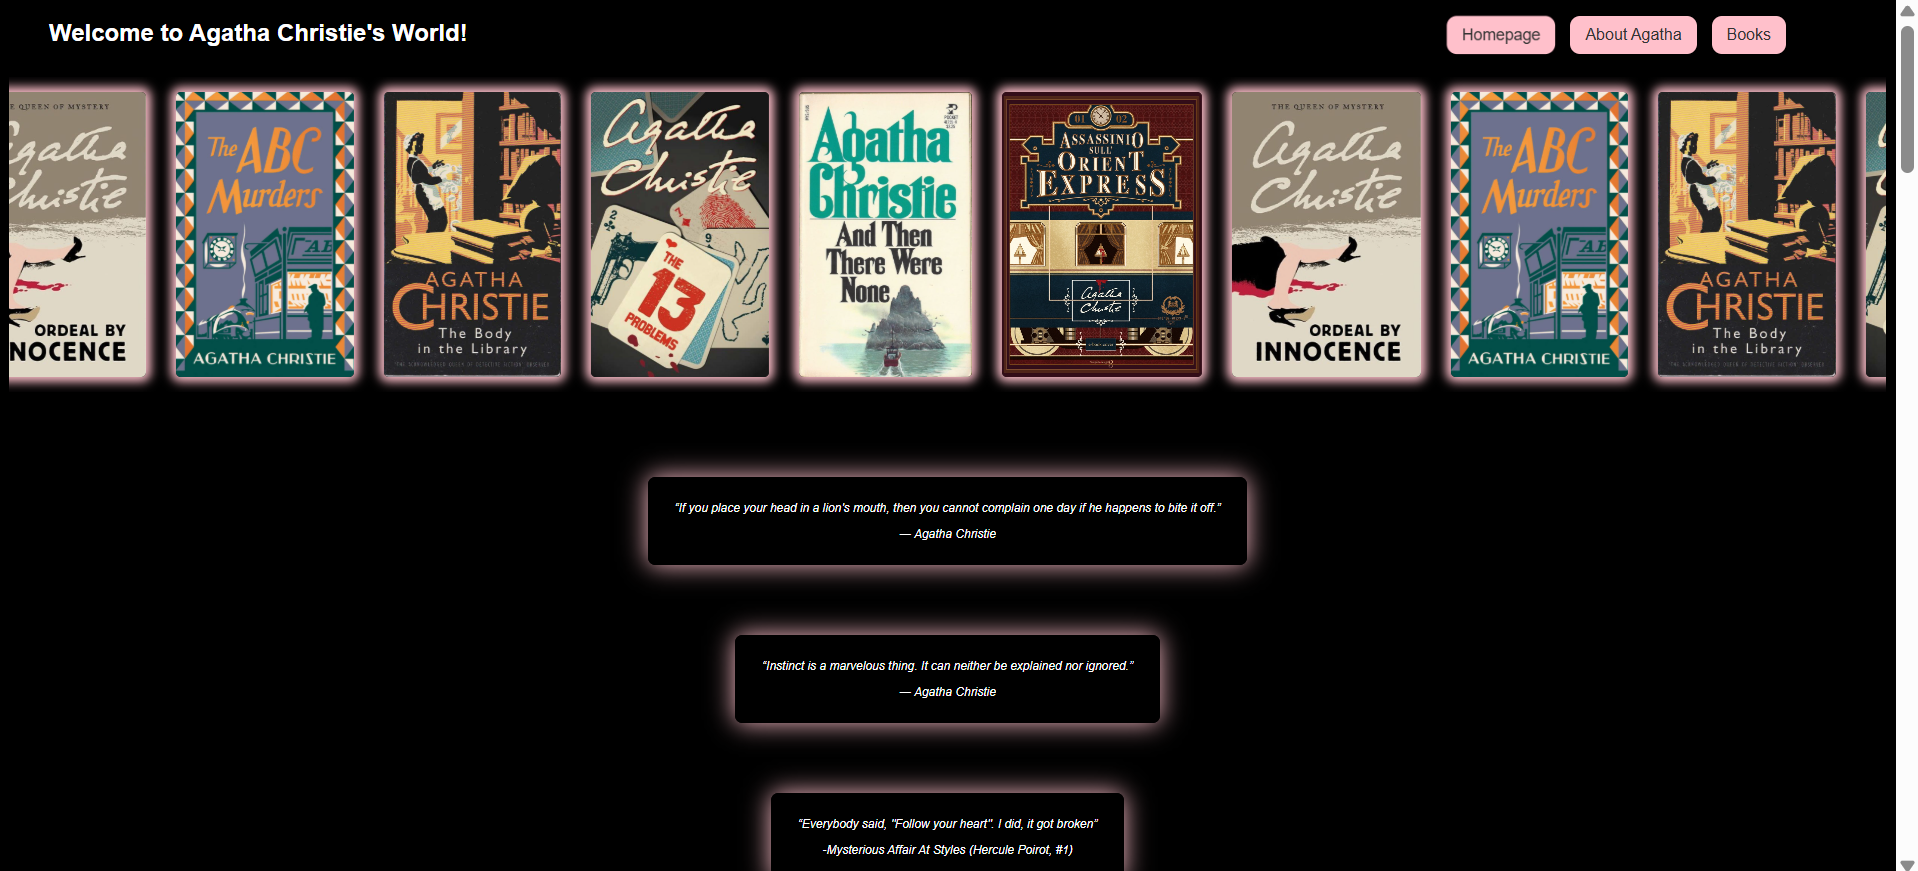 Welcome to Agatha Christie's World!
Homepage
About Agatha
Books
E QUEEN OF MYSTERY
gatha
hristie
ORDEAL BY
NOCENCE
The ABC
Murders
AGATHA CHRISTIE
AGATHA
CHRISTIE
The Body
in the Library
Agatha
Christie
2
1
9
THE
13
PROBLEMS
Agatha
Christie
And Then
There Were
None
POCKET
01 02
ASSASSINIO
SULL'
ORIENT
EXPRESS
Agatha
Christie
THE QUEEN OF MYSTERY
Agatha
Christie
ORDEAL BY
INNOCENCE
The ABC
Murders
AGATHA CHRISTIE
AGATHA
CHRISTIE
The Body
in the Library
“If you place your head in a lion's mouth, then you cannot complain one day if he happens to bite it off.”
— Agatha Christie
“Instinct is a marvelous thing. It can neither be explained nor ignored.”
— Agatha Christie
“Everybody said, "Follow your heart". I did, it got broken”
-Mysterious Affair At Styles (Hercule Poirot, #1)